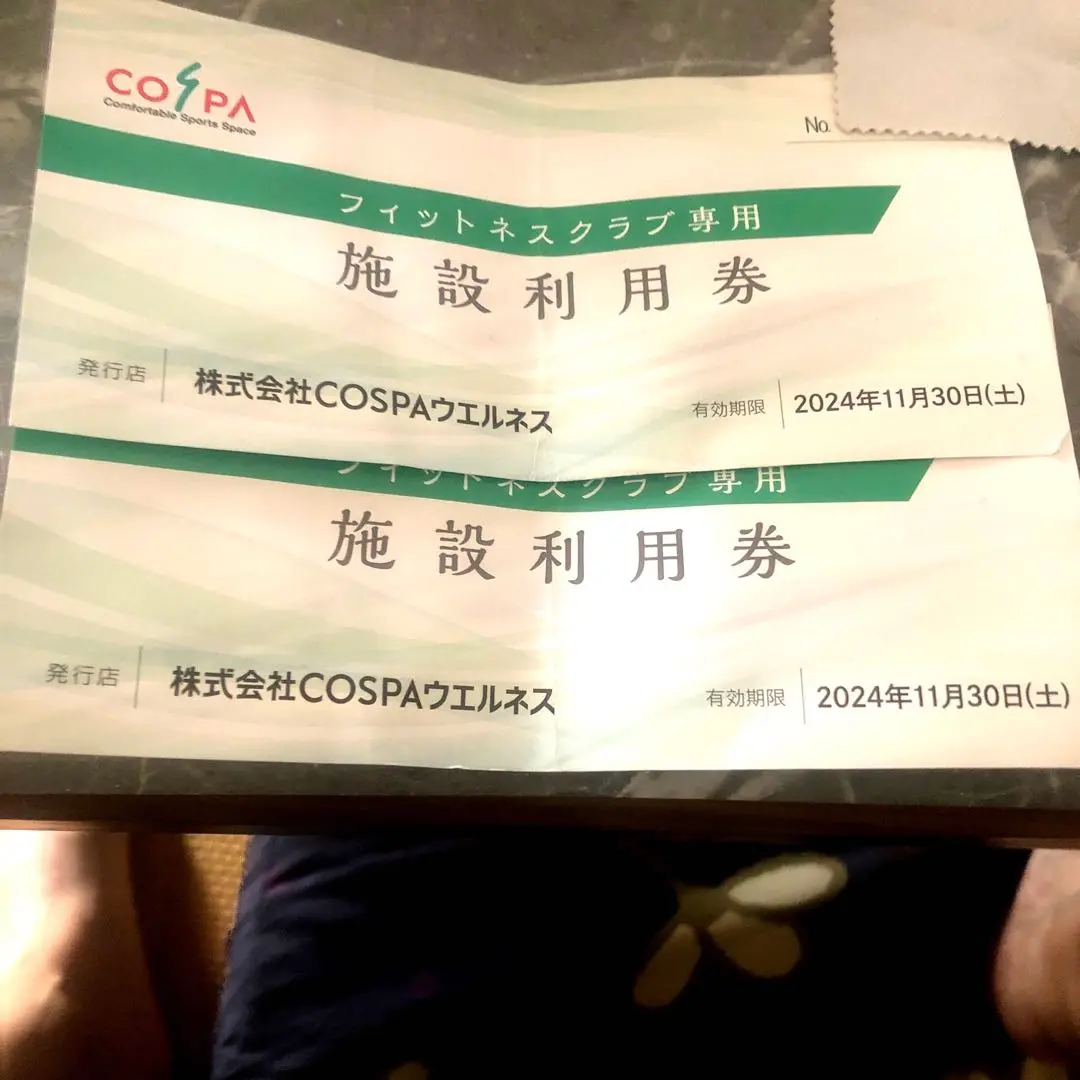 COSPA
Comfortable Sports Space
No.
フィットネスクラブ専用
施設利用券
発行店
株式会社COSPAウエルネス
有効期限
2024年11月30日(土)
フィットネスクラブ専用
施設利用券
発行店
株式会社COSPAウエルネス
有効期限
2024年11月30日(土)